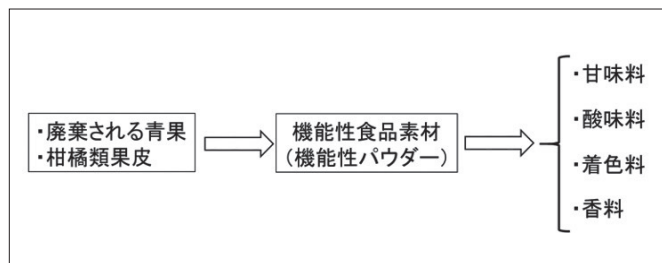 ・廃棄される青果
・柑橘類果皮
機能性食品素材
(機能性パウダー)
・甘味料
・酸味料
・着色料
・香料